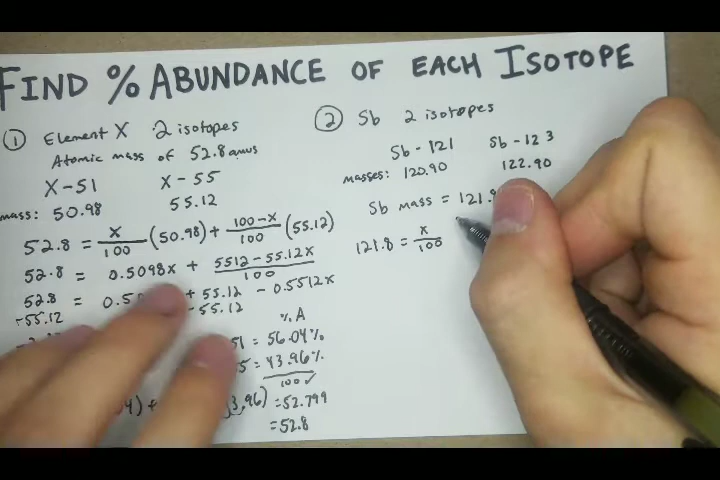 FIND % ABUNDANCE OF EACH ISOTOPE
1 Element X 2 isotopes
Atomic mass of 52.8 amus
X-51 X-55
mass: 50.98 55.12
52.8 = x/100 (50.98) + 100-x/100 (55.12)
52.8 = 0.5098x + 5512-55.12x/100
52.8 = + 55.12 - 0.5512x
-55.12 -55.12
% A
51 = 56.04%
5 = 43.96%
100 ✓
= 52.799
= 52.8
2 Sb 2 isotopes
Sb-121 Sb-123
masses: 120.90 122.90
Sb mass = 121.
121.8 = x/100